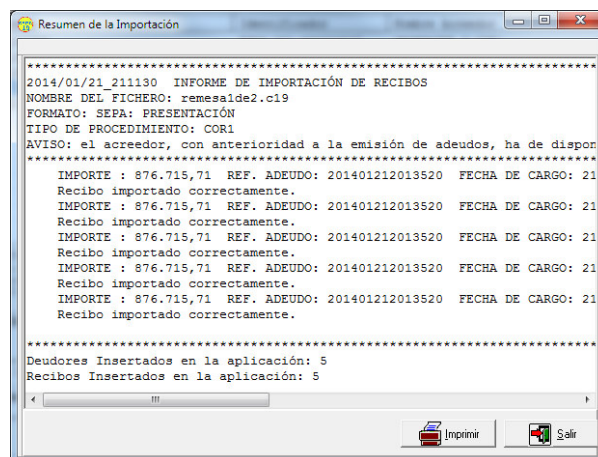 Resumen de la Importación
********************************************************************************
2014/01/21_211130  INFORME DE IMPORTACIÓN DE RECIBOS
NOMBRE DEL FICHERO: remesa1de2.c19
FORMATO: SEPA: PRESENTACIÓN
TIPO DE PROCEDIMIENTO: COR1
AVISO: el acreedor, con anterioridad a la emisión de adeudos, ha de dispon
********************************************************************************
IMPORTE : 876.715,71  REF. ADEUDO: 201401212013520  FECHA DE CARGO: 21
Recibo importado correctamente.
IMPORTE : 876.715,71  REF. ADEUDO: 201401212013520  FECHA DE CARGO: 21
Recibo importado correctamente.
IMPORTE : 876.715,71  REF. ADEUDO: 201401212013520  FECHA DE CARGO: 21
Recibo importado correctamente.
IMPORTE : 876.715,71  REF. ADEUDO: 201401212013520  FECHA DE CARGO: 21
Recibo importado correctamente.
IMPORTE : 876.715,71  REF. ADEUDO: 201401212013520  FECHA DE CARGO: 21
Recibo importado correctamente.
********************************************************************************
Deudores Insertados en la aplicación: 5
Recibos Insertados en la aplicación: 5
Imprimir
Salir